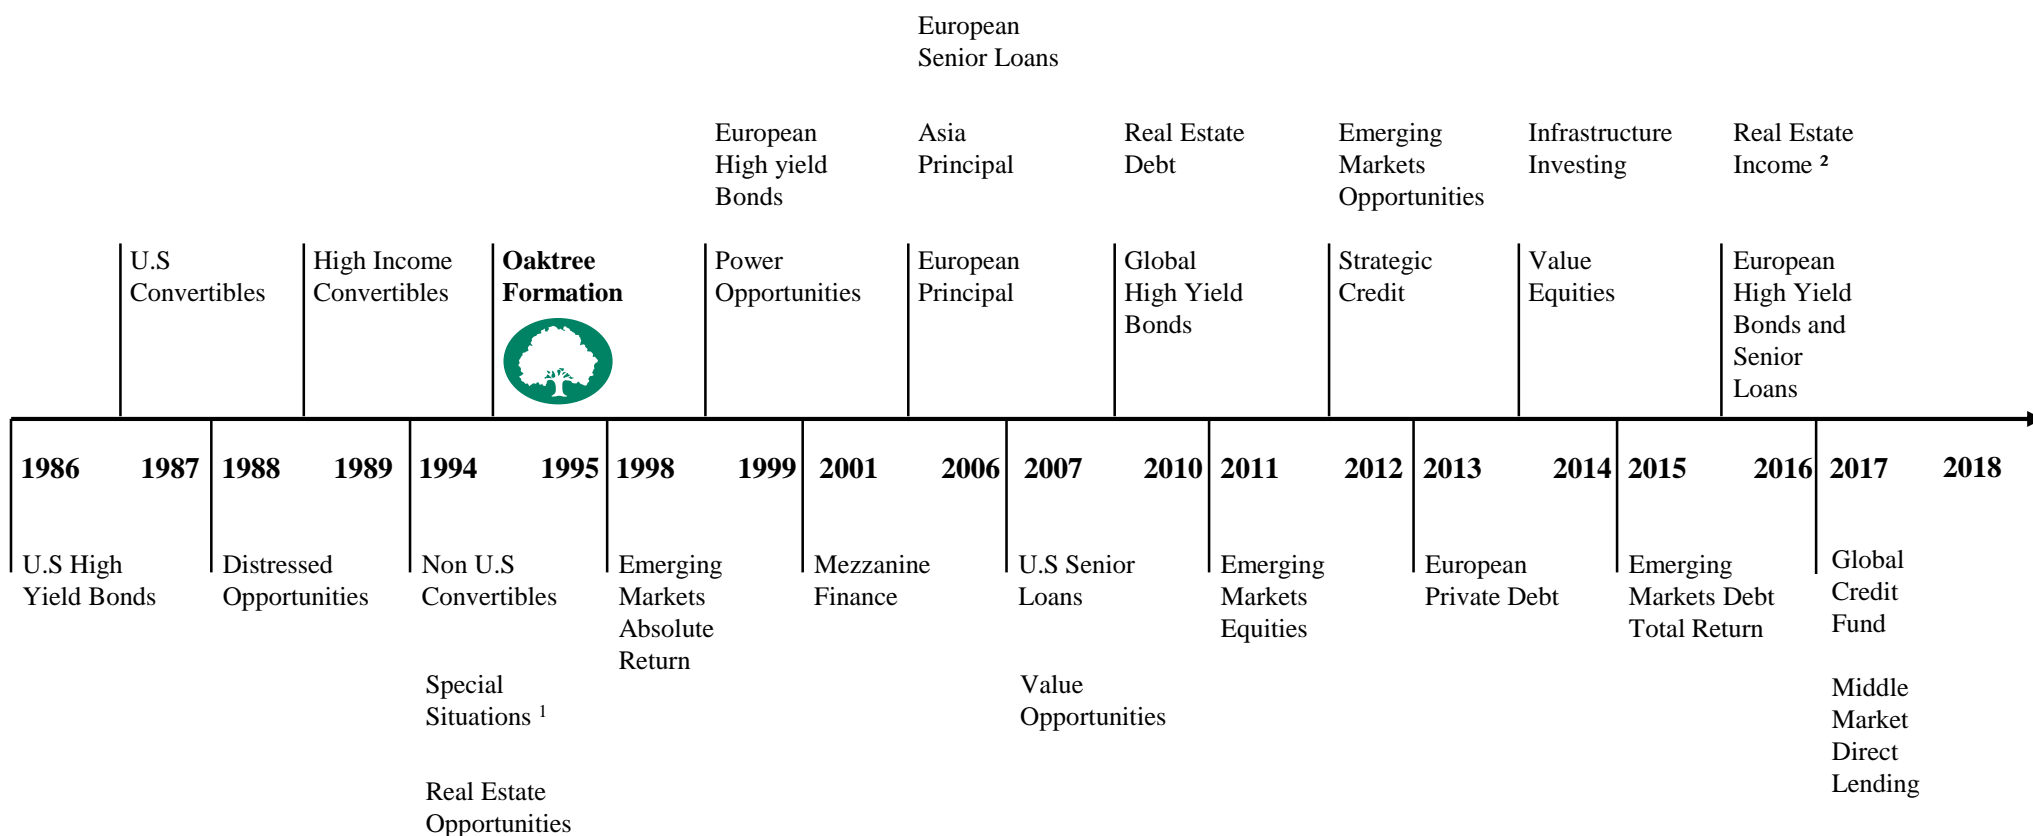 European
Senior Loans
European
High yield
Bonds
Asia
Principal
Real Estate
Debt
Emerging
Markets
Opportunities
Infrastructure
Investing
Real Estate
Income ²
U.S
Convertibles
High Income
Convertibles
Oaktree
Formation
Power
Opportunities
European
Principal
Global
High Yield
Bonds
Strategic
Credit
Value
Equities
European
High Yield
Bonds and
Senior
Loans
1986 1987 1988 1989 1994 1995 1998 1999 2001 2006 2007 2010 2011 2012 2013 2014 2015 2016 2017 2018
U.S High
Yield Bonds
Distressed
Opportunities
Non U.S
Convertibles
Emerging
Markets
Absolute
Return
Mezzanine
Finance
U.S Senior
Loans
Emerging
Markets
Equities
European
Private Debt
Emerging
Markets Debt
Total Return
Global
Credit
Fund
Special
Situations ¹
Value
Opportunities
Middle
Market
Direct
Lending
Real Estate
Opportunities